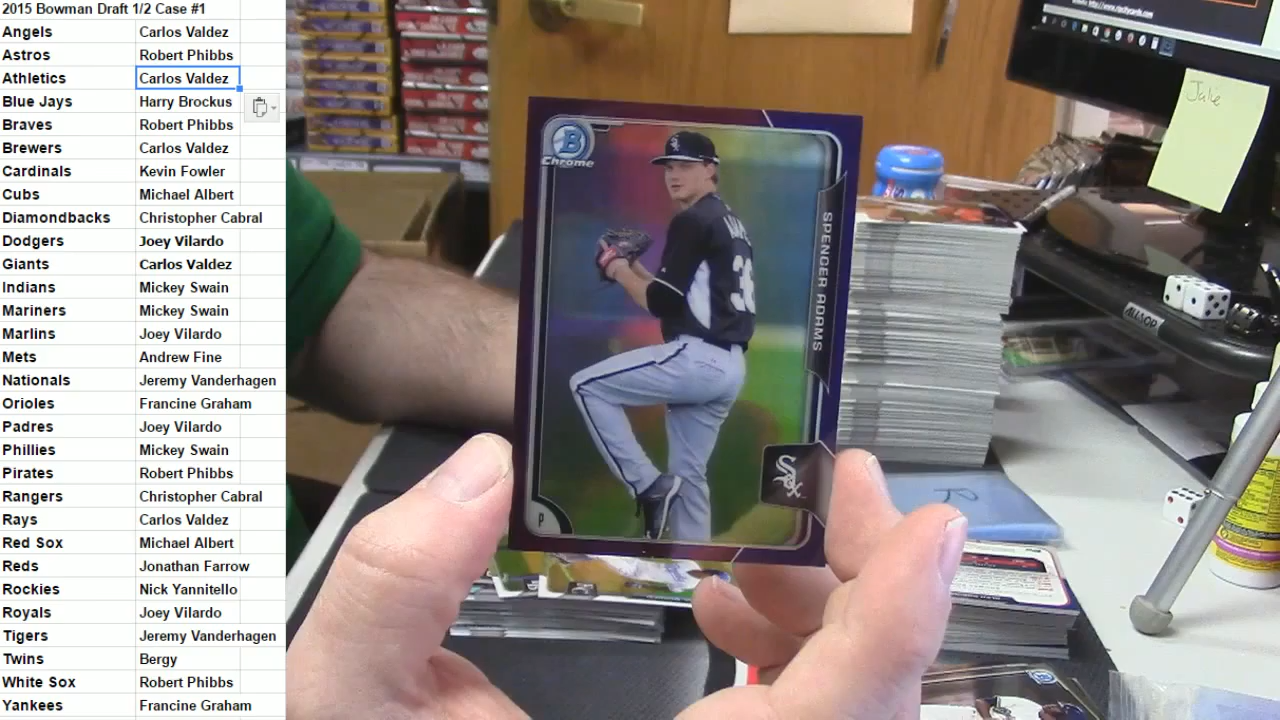 2015 Bowman Draft 1/2 Case #1
Angels Carlos Valdez
Astros Robert Phibbs
Athletics Carlos Valdez
Blue Jays Harry Brockus
Braves Robert Phibbs
Brewers Carlos Valdez
Cardinals Kevin Fowler
Cubs Michael Albert
Diamondbacks Christopher Cabral
Dodgers Joey Vilardo
Giants Carlos Valdez
Indians Mickey Swain
Mariners Mickey Swain
Marlins Joey Vilardo
Mets Andrew Fine
Nationals Jeremy Vanderhagen
Orioles Francine Graham
Padres Joey Vilardo
Phillies Mickey Swain
Pirates Robert Phibbs
Rangers Christopher Cabral
Rays Carlos Valdez
Red Sox Michael Albert
Reds Jonathan Farrow
Rockies Nick Yannitello
Royals Joey Vilardo
Tigers Jeremy Vanderhagen
Twins Bergy
White Sox Robert Phibbs
Yankees Francine Graham
B
Chrome
SPENCER ADAMS
36
Sox
P
Julie
ALLSOP
R